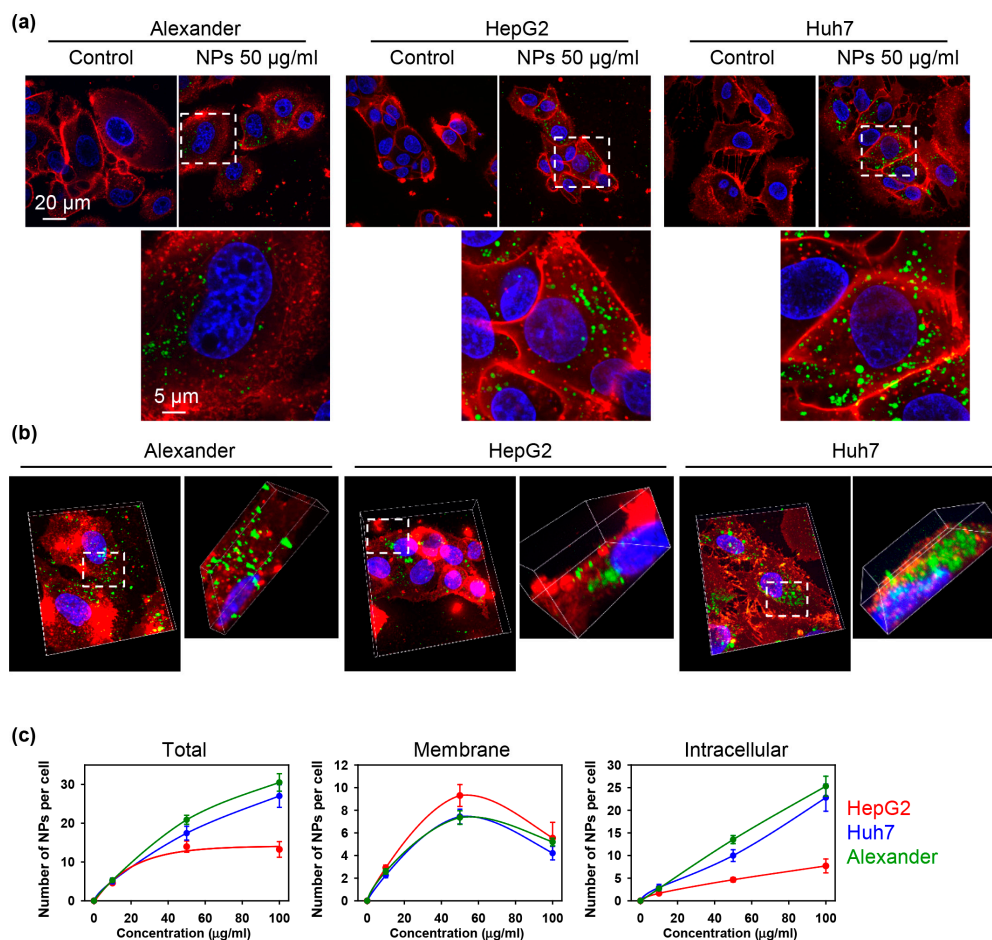 (a)
Alexander
HepG2
Huh7
Control
NPs 50 μg/ml
Control
NPs 50 μg/ml
Control
NPs 50 μg/ml
20 μm
5 μm
(b)
Alexander
HepG2
Huh7
(c)
Total
Membrane
Intracellular
Number of NPs per cell
30
20
10
0
0 20 40 60 80 100
Concentration (μg/ml)
Number of NPs per cell
12
10
8
6
4
2
0
0 20 40 60 80 100
Concentration (μg/ml)
Number of NPs per cell
30
25
20
15
10
5
0
0 20 40 60 80 100
Concentration (μg/ml)
HepG2
Huh7
Alexander